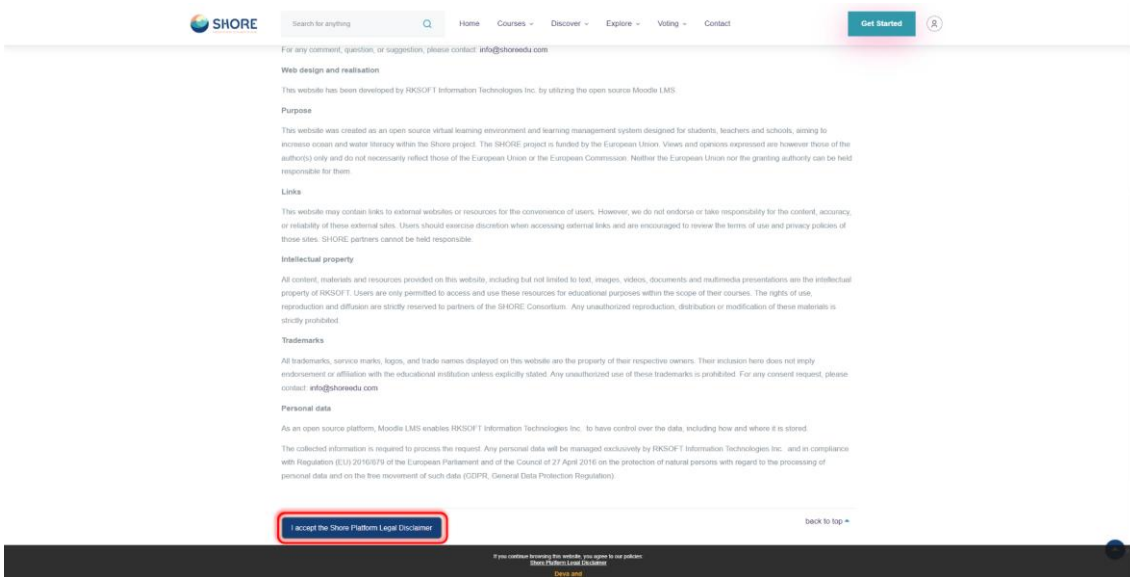 SHORE
Search for anything
Home Courses Discover Explore Voting Contact
Get Started
For any comment, question, or suggestion, please contact: info@shoreedu.com
Web design and realisation
This website has been developed by RKSOFT Information Technologies Inc. by utilizing the open source Moodle LMS.
Purpose
This website was created as an open source virtual learning environment and learning management system designed for students, teachers and schools, aiming to
increase ocean and water literacy within the Shore project. The SHORE project is funded by the European Union. Views and opinions expressed are however those of the
author(s) only and do not necessarily reflect those of the European Union or the European Commission. Neither the European Union nor the granting authority can be held
responsible for them.
Links
This website may contain links to external websites or resources for the convenience of users. However, we do not endorse or take responsibility for the content, accuracy,
or reliability of these external sites. Users should exercise discretion when accessing external links and are encouraged to review the terms of use and privacy policies of
those sites. SHORE partners cannot be held responsible.
Intellectual property
All content, materials and resources provided on this website, including but not limited to text, images, videos, documents and multimedia presentations are the intellectual
property of RKSOFT. Users are only permitted to access and use these resources for educational purposes within the scope of their courses. The rights of use,
reproduction and diffusion are strictly reserved to partners of the SHORE Consortium. Any unauthorized reproduction, distribution or modification of these materials is
strictly prohibited.
Trademarks
All trademarks, service marks, logos, and trade names displayed on this website are the property of their respective owners. Their inclusion here does not imply
endorsement or affiliation with the educational institution unless explicitly stated. Any unauthorized use of these trademarks is prohibited. For any consent request, please
contact: info@shoreedu.com
Personal data
As an open source platform, Moodle LMS enables RKSOFT Information Technologies Inc. to have control over the data, including how and where it is stored.
The collected information is required to process the request. Any personal data will be managed exclusively by RKSOFT Information Technologies Inc. and in compliance
with Regulation (EU) 2016/679 of the European Parliament and of the Council of 27 April 2016 on the protection of natural persons with regard to the processing of
personal data and on the free movement of such data (GDPR, General Data Protection Regulation).
I accept the Shore Platform Legal Disclaimer
back to top
If you continue browsing this website, you agree to our policies:
Shore Platform Legal Disclaimer
Deva and